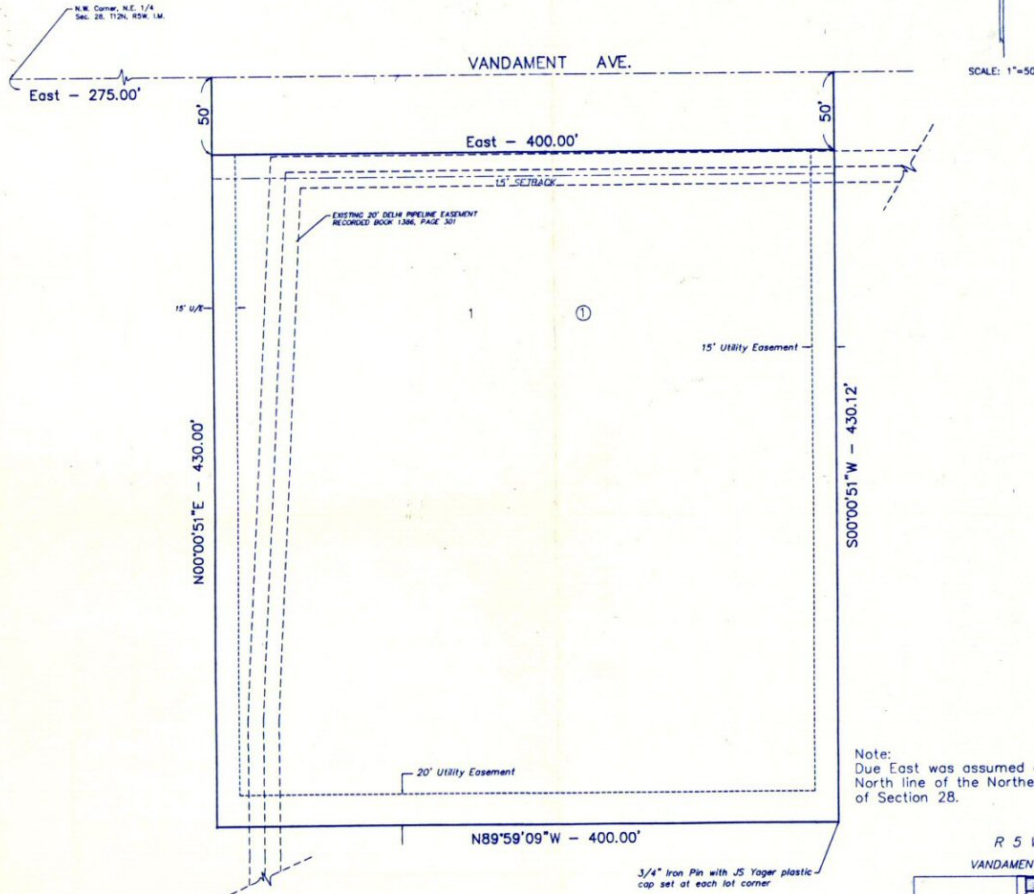 N.W. Corner, N.E. 1/4
Sec. 28, T12N, R5W, I.M.
VANDAMENT AVE.
SCALE: 1"=50
East - 275.00'
50'
50'
East - 400.00'
15' SETBACK
EXISTING 20' DELHI PIPELINE EASEMENT
RECORDED BOOK 1386, PAGE 301
15' U/E
1
1
15' Utility Easement
N00°00'51"E - 430.00'
S00°00'51"W - 430.12'
20' Utility Easement
Note:
Due East was assumed
North line of the Northe
of Section 28.
N89°59'09"W - 400.00'
R 5
3/4" Iron Pin with JS Yager plastic
cap set at each lot corner
VANDAMENT